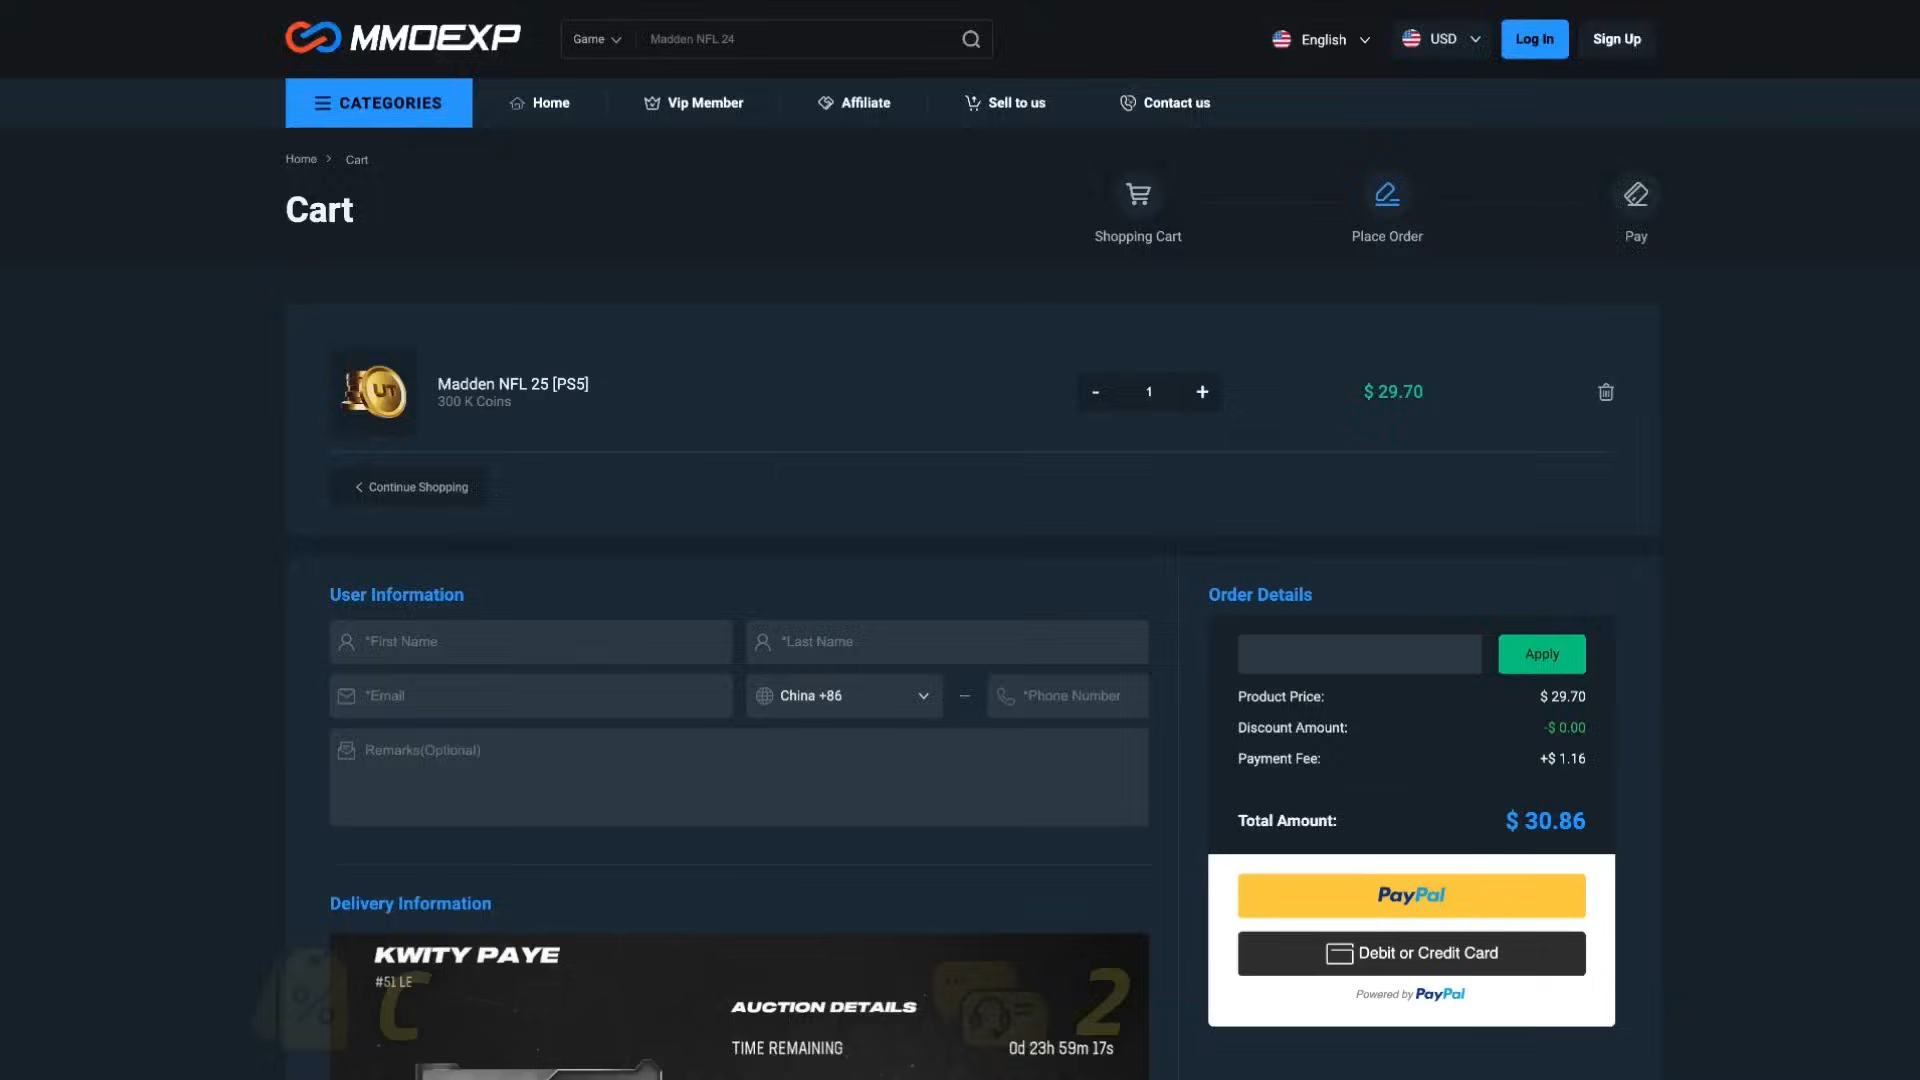 MMOEXP
Game
Madden NFL 24
English
USD
Log In
Sign Up
CATEGORIES
Home
Vip Member
Affiliate
Sell to us
Contact us
Home
Cart
Cart
Shopping Cart
Place Order
Pay
UT
Madden NFL 25 [PS5]
300 K Coins
-
1
+
$ 29.70
Continue Shopping
User Information
*First Name
*Last Name
*Email
China +86
*Phone Number
Remarks(Optional)
Order Details
Apply
Product Price:
$ 29.70
Discount Amount:
-$ 0.00
Payment Fee:
+$ 1.16
Total Amount:
$ 30.86
PayPal
Debit or Credit Card
Powered by PayPal
Delivery Information
KWITY PAYE
#51 LE
C
AUCTION DETAILS
2
TIME REMAINING
0d 23h 59m 17s